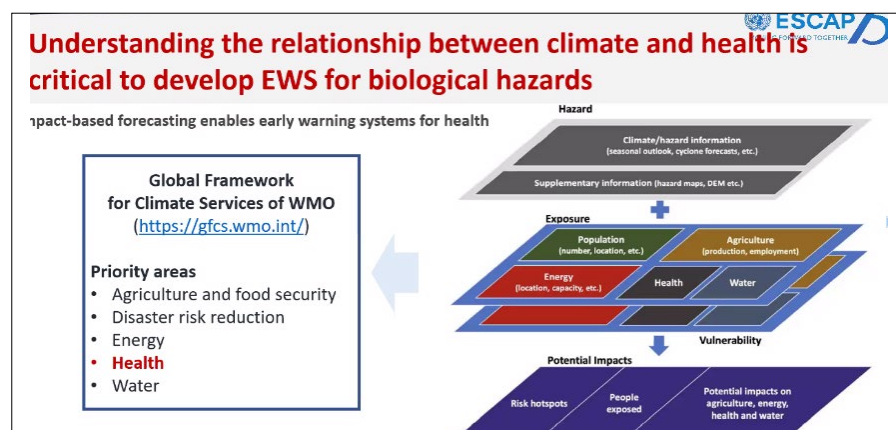 ESCAP
Understanding the relationship between climate and health is
critical to develop EWS for biological hazards
mpact-based forecasting enables early warning systems for health
Global Framework
for Climate Services of WMO
(https://gfcs.wmo.int/)
Priority areas
• Agriculture and food security
• Disaster risk reduction
• Energy
• Health
• Water
Hazard
Climate/hazard information
(seasonal outlook, cyclone forecasts, etc.)
Supplementary information (hazard maps, DEM etc.)
Exposure
Population
(number, location, etc.)
Agriculture
(production, employment)
Energy
(location, capacity, etc.)
Health
Water
Vulnerability
Potential Impacts
Risk hotspots
People
exposed
Potential impacts on
agriculture, energy,
health and water